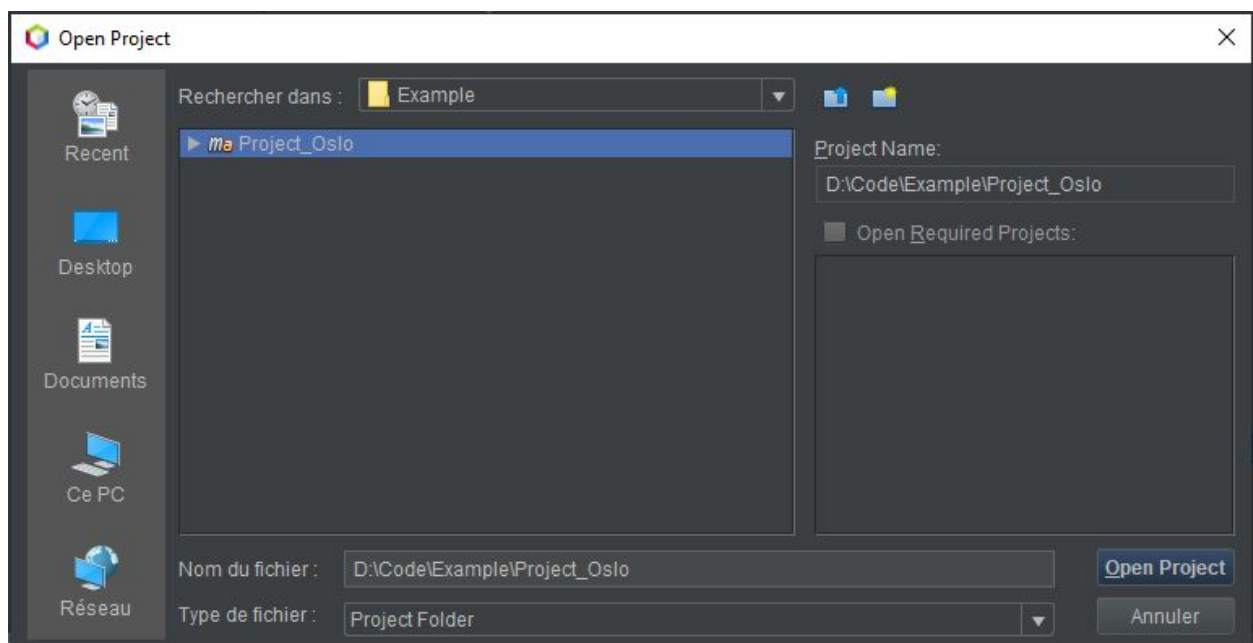 Open Project
Recent
Desktop
Documents
Ce PC
Réseau
Rechercher dans :
Example
ma Project_Oslo
Project Name:
D:\Code\Example\Project_Oslo
Open Required Projects:
Nom du fichier :
D:\Code\Example\Project_Oslo
Open Project
Type de fichier :
Project Folder
Annuler